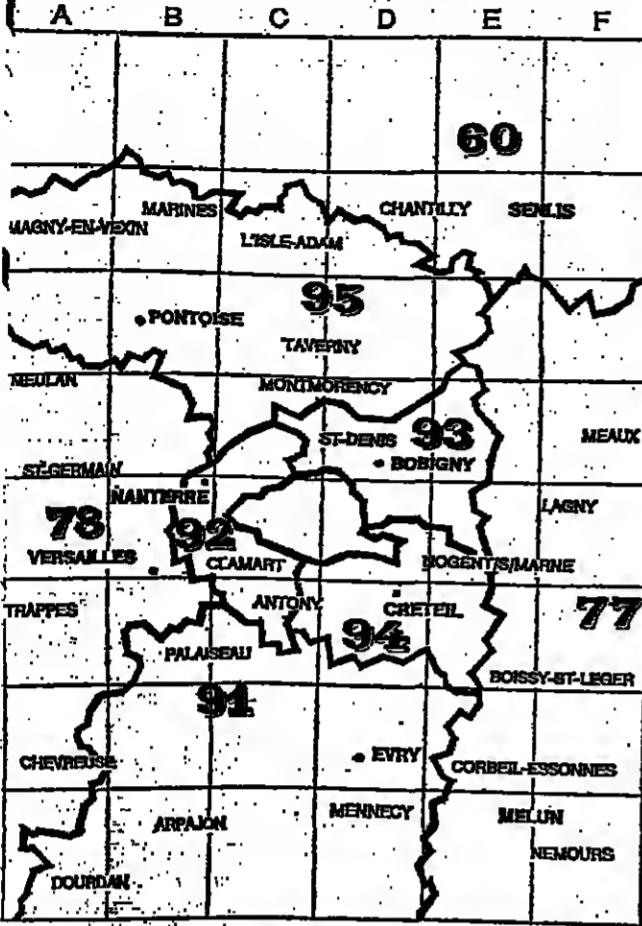 A B C D E F
60
MARINES CHANTILLY SENLIS
MAGNY-EN-VEXIN
L'ISLE-ADAM
95
PONTOISE
TAVERNY
MEULAN MONTMORENCY
ST-DENIS 93 MEAUX
BOBIGNY
ST-GERMAIN
NANTERRE LAGNY
78 92
VERSAILLES CLAMART NOGENT/S/MARNE
TRAPPES ANTONY CRETEIL 77
94
PALAISEAU
BOISSY-ST-LEGER
91
CHEVREUSE EVRY CORBEIL-ESSONNES
ARPAJON MENNECY MELUN
NEMOURS
DOURDAN